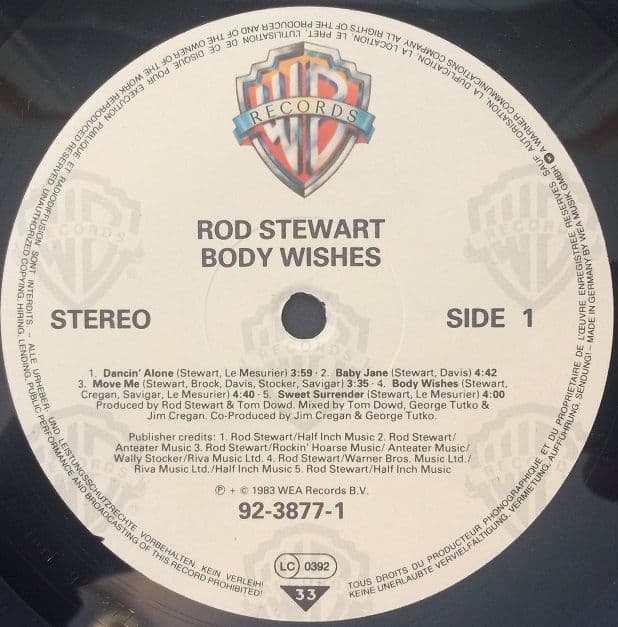 WB
RECORDS
ROD STEWART
BODY WISHES
STEREO
SIDE 1
1. Dancin' Alone (Stewart, Le Mesurier) 3:59 · 2. Baby Jane (Stewart, Davis) 4:42
3. Move Me (Stewart, Brock, Davis, Stocker, Savigar) 3:35 · 4. Body Wishes (Stewart,
Cregan, Savigar, Le Mesurier) 4:40 · 5. Sweet Surrender (Stewart, Le Mesurier) 4:00
Produced by Rod Stewart & Tom Dowd. Mixed by Tom Dowd, George Tutko &
Jim Cregan. Co-Produced by Jim Cregan & George Tutko.
Publisher credits: 1. Rod Stewart/Half Inch Music 2. Rod Stewart/
Anteater Music 3. Rod Stewart/Rockin' Hoarse Music/ Anteater Music/
Wally Stocker/Riva Music Ltd. 4. Rod Stewart/Warner Bros. Music Ltd./
Riva Music Ltd./Half Inch Music 5. Rod Stewart/Half Inch Music
℗ + © 1983 WEA Records B.V.
92-3877-1
LC 0392
33
TOUS DROITS DU PRODUCTEUR PHONOGRAPHIQUE ET DU PROPRIETAIRE DE L'ŒUVRE ENREGISTREE RESERVES. SAUF AUTORISATION, LA DUPLICATION, LA LOCATION, LE PRET, L'UTILISATION DE CE DISQUE POUR EXECUTION PUBLIQUE ET RADIODIFFUSION SONT INTERDITS. - ALLE URHEBER- UND LEISTUNGSSCHUTZRECHTE VORBEHALTEN. KEIN VERLEIH!
KEINE UNERLAUBTE VERVIELFÄLTIGUNG, VERMIETUNG, AUFFÜHRUNG, SENDUNG! – MADE IN GERMANY BY WEA MUSIK GMBH A WARNER COMMUNICATIONS COMPANY. ALL RIGHTS OF THE PRODUCER AND OF THE OWNER OF THE WORK REPRODUCED RESERVED. UNAUTHORIZED COPYING, HIRING, LENDING, PUBLIC PERFORMANCE AND BROADCASTING OF THIS RECORD PROHIBITED!